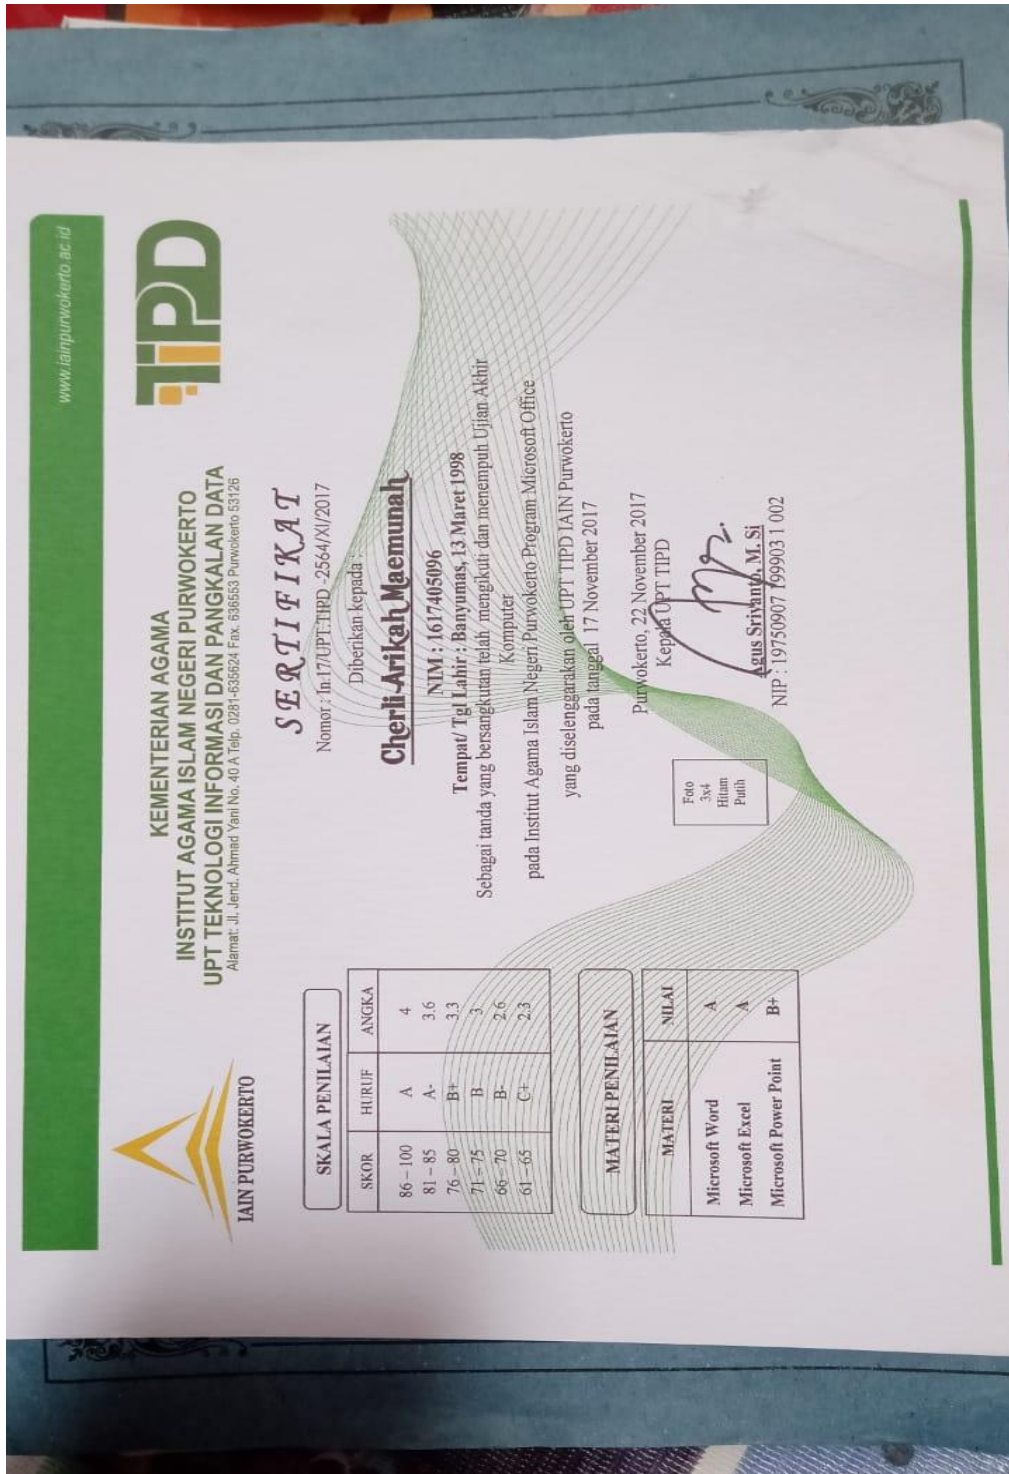 www.iainpurwokerto.ac.id
IAIN PURWOKERTO
KEMENTERIAN AGAMA
INSTITUT AGAMA ISLAM NEGERI PURWOKERTO
UPT TEKNOLOGI INFORMASI DAN PANGKALAN DATA
Alamat: Jl. Jend. Ahmad Yani No. 40 A Telp. 0281-635624 Fax. 636553 Purwokerto 53126
TIPD
SKALA PENILAIAN
SKOR HURUF ANGKA
86 – 100 A 4
81 – 85 A- 3.6
76 – 80 B+ 3.3
71 – 75 B 3
66 – 70 B- 2.6
61 – 65 C+ 2.3
MATERI PENILAIAN
MATERI NILAI
Microsoft Word A
Microsoft Excel A
Microsoft Power Point B+
SERTIFIKAT
Nomor : In.17/UPT-TIPD -2564/XI/2017
Diberikan kepada :
Cherli Arikah Maemunah
NIM : 1617405096
Tempat/ Tgl Lahir : Banyumas, 13 Maret 1998
Sebagai tanda yang bersangkutan telah mengikuti dan menempuh Ujian Akhir
Komputer
pada Institut Agama Islam Negeri Purwokerto Program Microsoft Office
yang diselenggarakan oleh UPT TIPD IAIN Purwokerto
pada tanggal 17 November 2017
Foto
3x4
Hitam
Putih
Purwokerto, 22 November 2017
Kepala UPT TIPD
Agus Sriyanto, M. Si
NIP : 19750907 199903 1 002